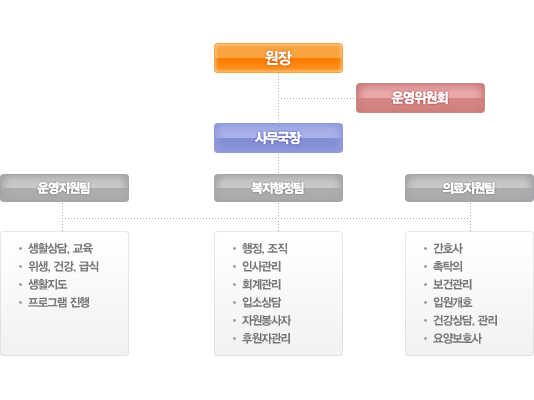 원장
운영위원회
사무국장
운영지원팀
복지행정팀
의료지원팀
생활상담, 교육
위생, 건강, 급식
생활지도
프로그램 진행
행정, 조직
인사관리
회계관리
입소상담
자원봉사자
후원자관리
간호사
촉탁의
보건관리
입원개호
건강상담, 관리
요양보호사